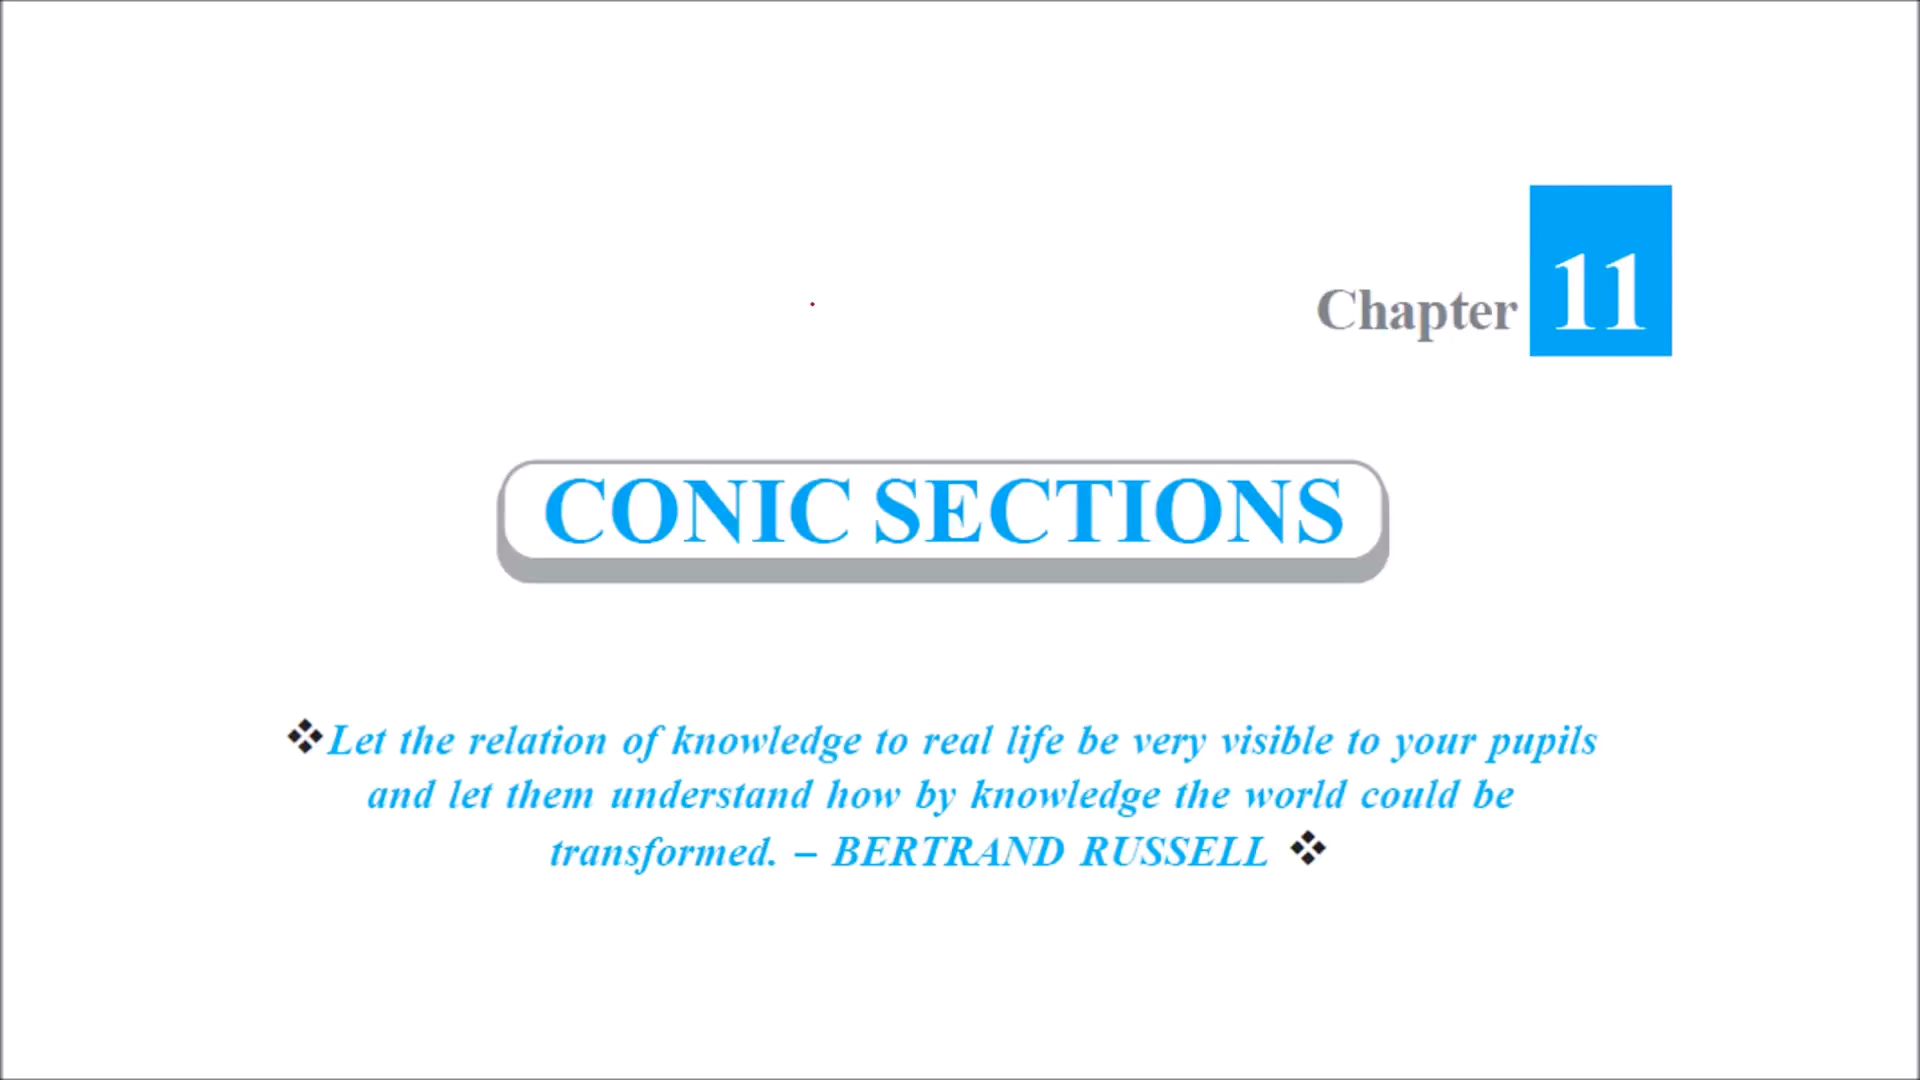 Chapter 11
CONIC SECTIONS
❖Let the relation of knowledge to real life be very visible to your pupils
and let them understand how by knowledge the world could be
transformed. – BERTRAND RUSSELL ❖